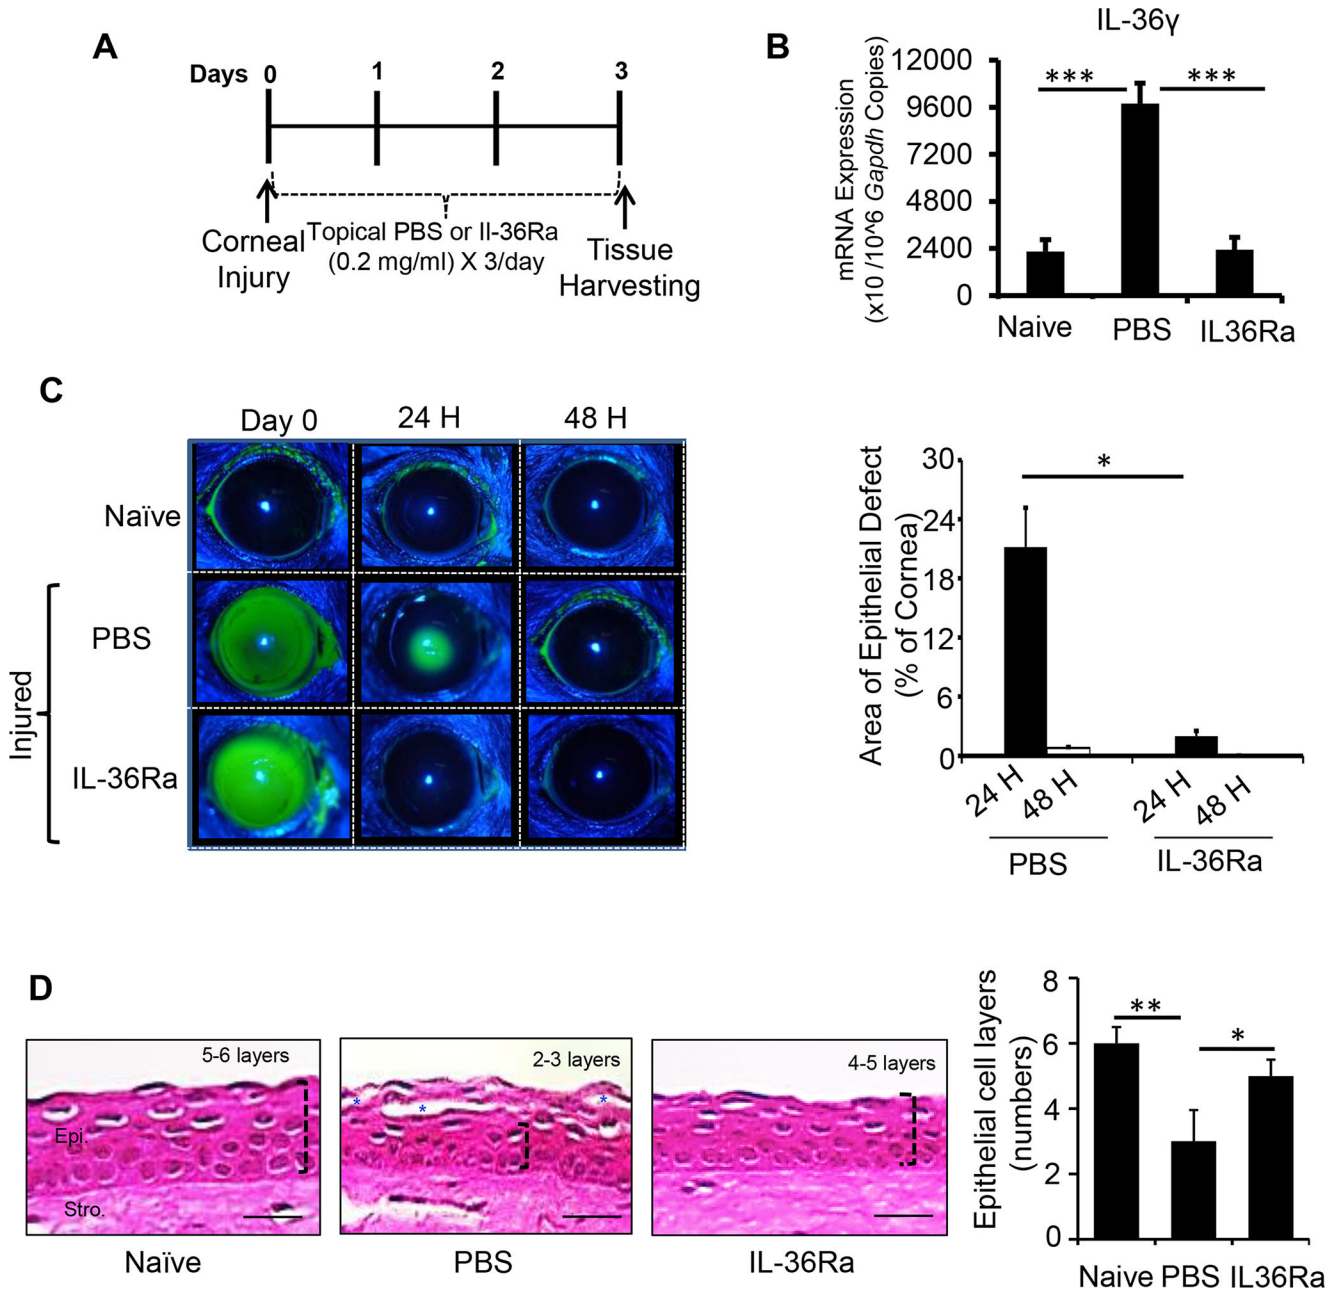 A
Days 0 1 2 3
Corneal
Injury
Topical PBS or Il-36Ra
(0.2 mg/ml) X 3/day
Tissue
Harvesting
B
IL-36γ
mRNA Expression
(x10 /10^6 Gapdh Copies)
12000
9600
7200
4800
2400
0
*** ***
Naive PBS IL36Ra
C
Day 0 24 H 48 H
Naïve
PBS
IL-36Ra
Injured
Area of Epithelial Defect
(% of Cornea)
30
24
18
12
6
0
*
24 H 48 H 24 H 48 H
PBS IL-36Ra
D
5-6 layers
Epi.
Stro.
Naïve
2-3 layers
* * *
PBS
4-5 layers
IL-36Ra
Epithelial cell layers
(numbers)
8
6
4
2
0
** *
Naive PBS IL36Ra